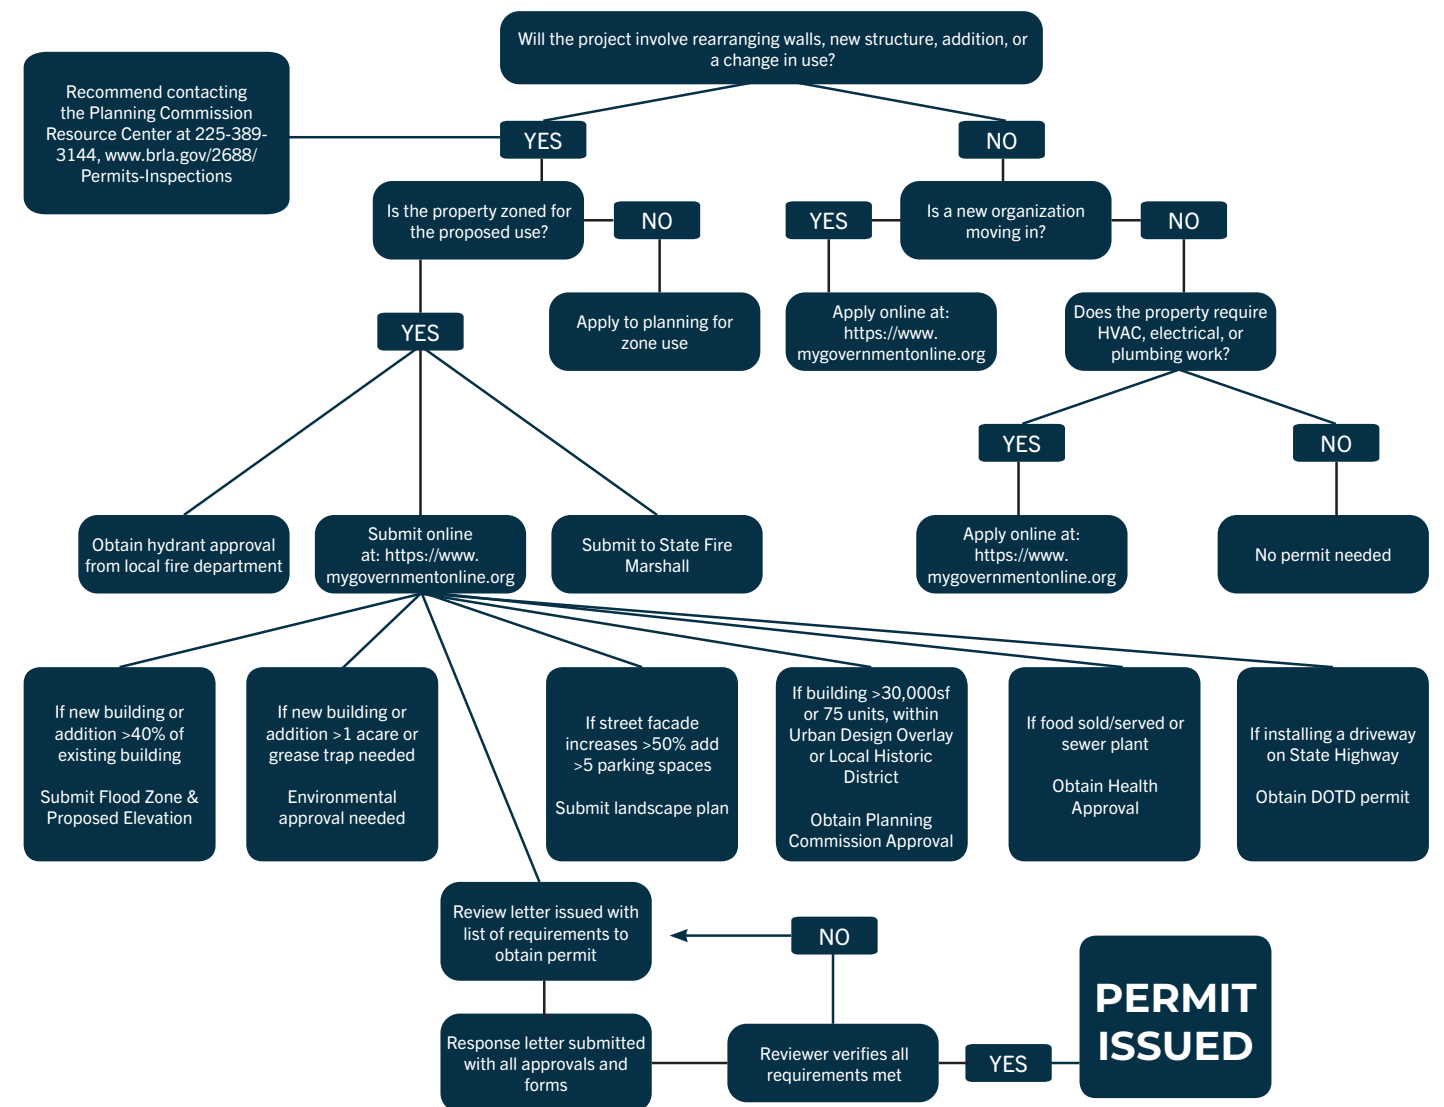 Will the project involve rearranging walls, new structure, addition, or
a change in use?
Recommend contacting
the Planning Commission
Resource Center at 225-389-
3144, www.brla.gov/2688/
Permits-Inspections
YES
NO
Is the property zoned for
the proposed use?
NO
YES
Is a new organization
moving in?
NO
YES
Apply to planning for
zone use
Apply online at:
https://www.
mygovernmentonline.org
Does the property require
HVAC, electrical, or
plumbing work?
YES
NO
Obtain hydrant approval
from local fire department
Submit online
at: https://www.
mygovernmentonline.org
Submit to State Fire
Marshall
Apply online at:
https://www.
mygovernmentonline.org
No permit needed
If new building or
addition >40% of
existing building
Submit Flood Zone &
Proposed Elevation
If new building or
addition >1 acare or
grease trap needed
Environmental
approval needed
If street facade
increases >50% add
>5 parking spaces
Submit landscape plan
If building >30,000sf
or 75 units, within
Urban Design Overlay
or Local Historic
District
Obtain Planning
Commission Approval
If food sold/served or
sewer plant
Obtain Health
Approval
If installing a driveway
on State Highway
Obtain DOTD permit
Review letter issued with
list of requirements to
obtain permit
NO
Response letter submitted
with all approvals and
forms
Reviewer verifies all
requirements met
YES
PERMIT
ISSUED